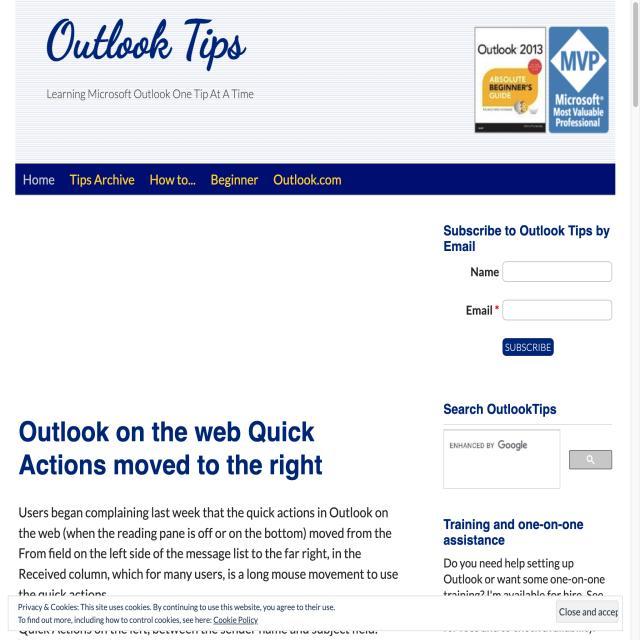 Outlook Tips
Learning Microsoft Outlook One Tip At A Time
Outlook 2013
ABSOLUTE
BEGINNER'S
GUIDE
MVP
Microsoft®
Most Valuable
Professional
Home Tips Archive How to... Beginner Outlook.com
Subscribe to Outlook Tips by
Email
Name
Email *
SUBSCRIBE
Search OutlookTips
ENHANCED BY Google
Outlook on the web Quick
Actions moved to the right
Users began complaining last week that the quick actions in Outlook on
the web (when the reading pane is off or on the bottom) moved from the
From field on the left side of the message list to the far right, in the
Received column, which for many users, is a long mouse movement to use
the quick actions.
Training and one-on-one
assistance
Do you need help setting up
Outlook or want some one-on-one
training? I'm available for hire. See
Privacy & Cookies: This site uses cookies. By continuing to use this website, you agree to their use.
To find out more, including how to control cookies, see here: Cookie Policy
Close and accep
Quick Actions on the left, between the sender name and subject field.